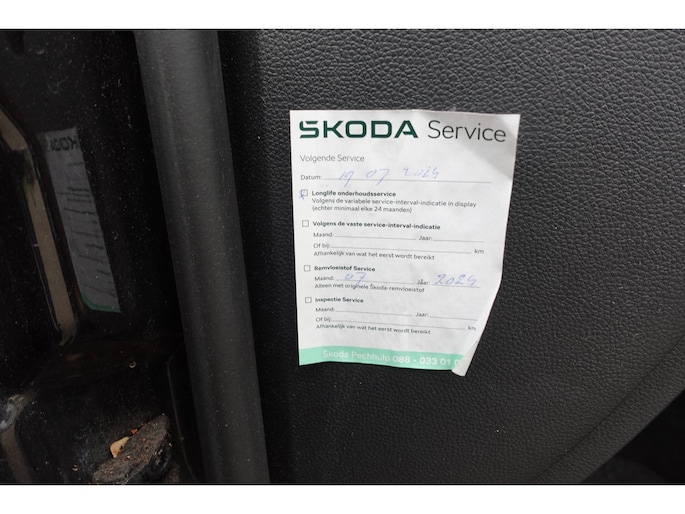 ŠKODA Service
Volgende Service
Datum: 19 07 2024
Longlife onderhoudsservice
Volgens de variabele service-interval-indicatie in display
(echter minimaal elke 24 maanden)
Volgens de vaste service-interval-indicatie
Maand: Jaar:
Of bij: km
Afhankelijk van wat het eerst wordt bereikt
Remvloeistof Service
Maand: 07 Jaar: 2024
Alleen met originele Škoda-remvloeistof
Inspectie Service
Maand: Jaar:
Of bij: km
Afhankelijk van wat het eerst wordt bereikt
Škoda Pechhulp 088 - 033 01